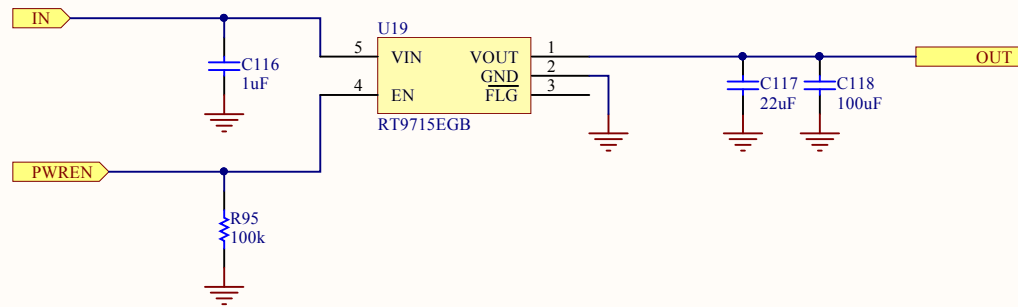 IN
U19
5 VIN VOUT 1
C116 GND 2
1uF 4 EN FLG 3
C117 C118
22uF 100uF
OUT
RT9715EGB
PWREN
R95
100k